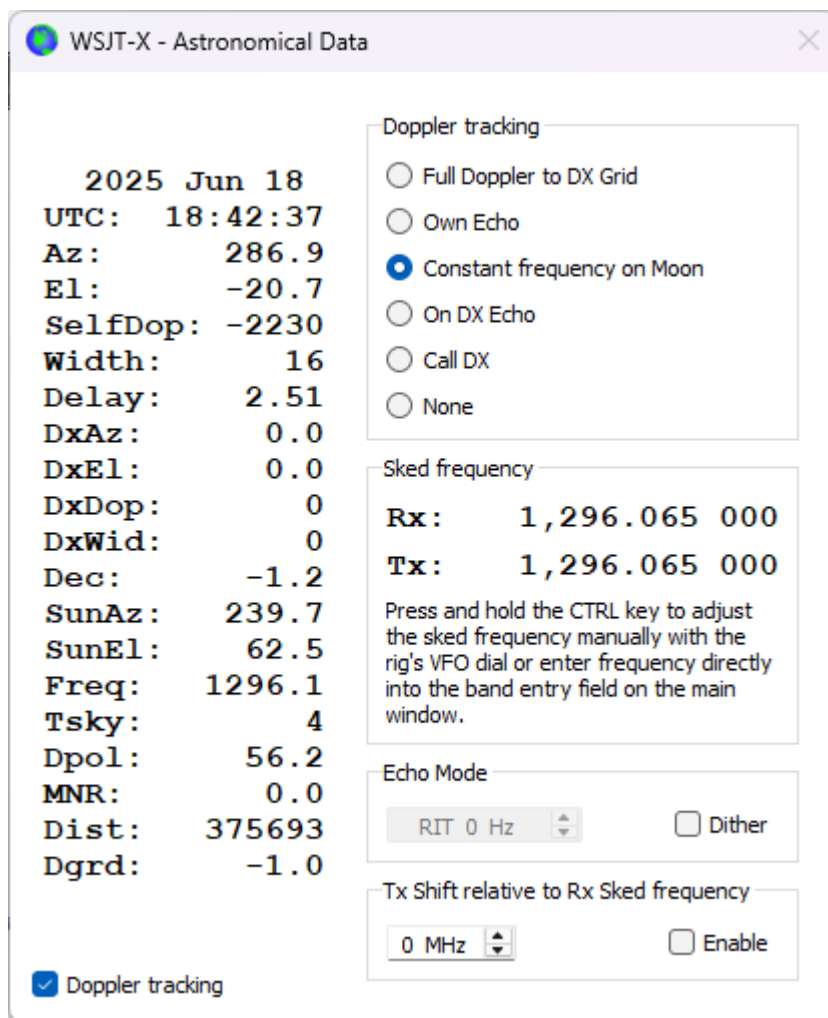 WSJT-X - Astronomical Data
2025 Jun 18
UTC: 18:42:37
Az: 286.9
El: -20.7
SelfDop: -2230
Width: 16
Delay: 2.51
DxAz: 0.0
DxEl: 0.0
DxDop: 0
DxWid: 0
Dec: -1.2
SunAz: 239.7
SunEl: 62.5
Freq: 1296.1
Tsky: 4
Dpol: 56.2
MNR: 0.0
Dist: 375693
Dgrd: -1.0
Doppler tracking
Doppler tracking
Full Doppler to DX Grid
Own Echo
Constant frequency on Moon
On DX Echo
Call DX
None
Sked frequency
Rx: 1,296.065 000
Tx: 1,296.065 000
Press and hold the CTRL key to adjust
the sked frequency manually with the
rig's VFO dial or enter frequency directly
into the band entry field on the main
window.
Echo Mode
RIT 0 Hz
Dither
Tx Shift relative to Rx Sked frequency
0 MHz
Enable